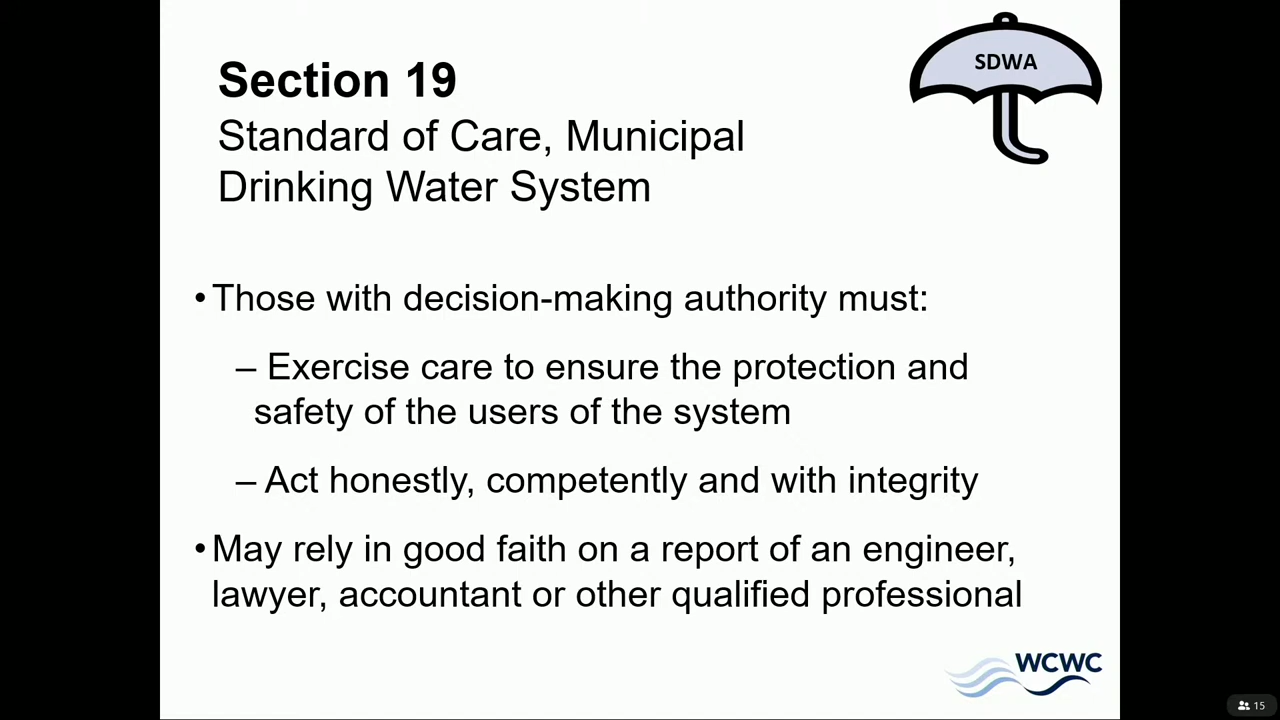 SDWA
Section 19
Standard of Care, Municipal
Drinking Water System
•Those with decision-making authority must:
– Exercise care to ensure the protection and
safety of the users of the system
– Act honestly, competently and with integrity
•May rely in good faith on a report of an engineer,
lawyer, accountant or other qualified professional
WCWC
15